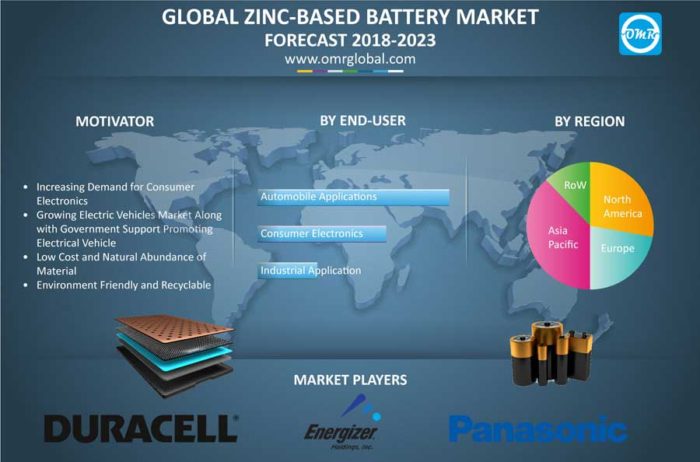 GLOBAL ZINC-BASED BATTERY MARKET
FORECAST 2018-2023
www.omrglobal.com
OMR
MOTIVATOR
• Increasing Demand for Consumer
Electronics
• Growing Electric Vehicles Market Along
with Government Support Promoting
Electrical Vehicle
• Low Cost and Natural Abundance of
Material
• Environment Friendly and Recyclable
BY END-USER
Automobile Applications
Consumer Electronics
Industrial Application
BY REGION
RoW
North
America
Asia
Pacific
Europe
MARKET PLAYERS
DURACELL®
Energizer
Holdings, Inc.
Panasonic